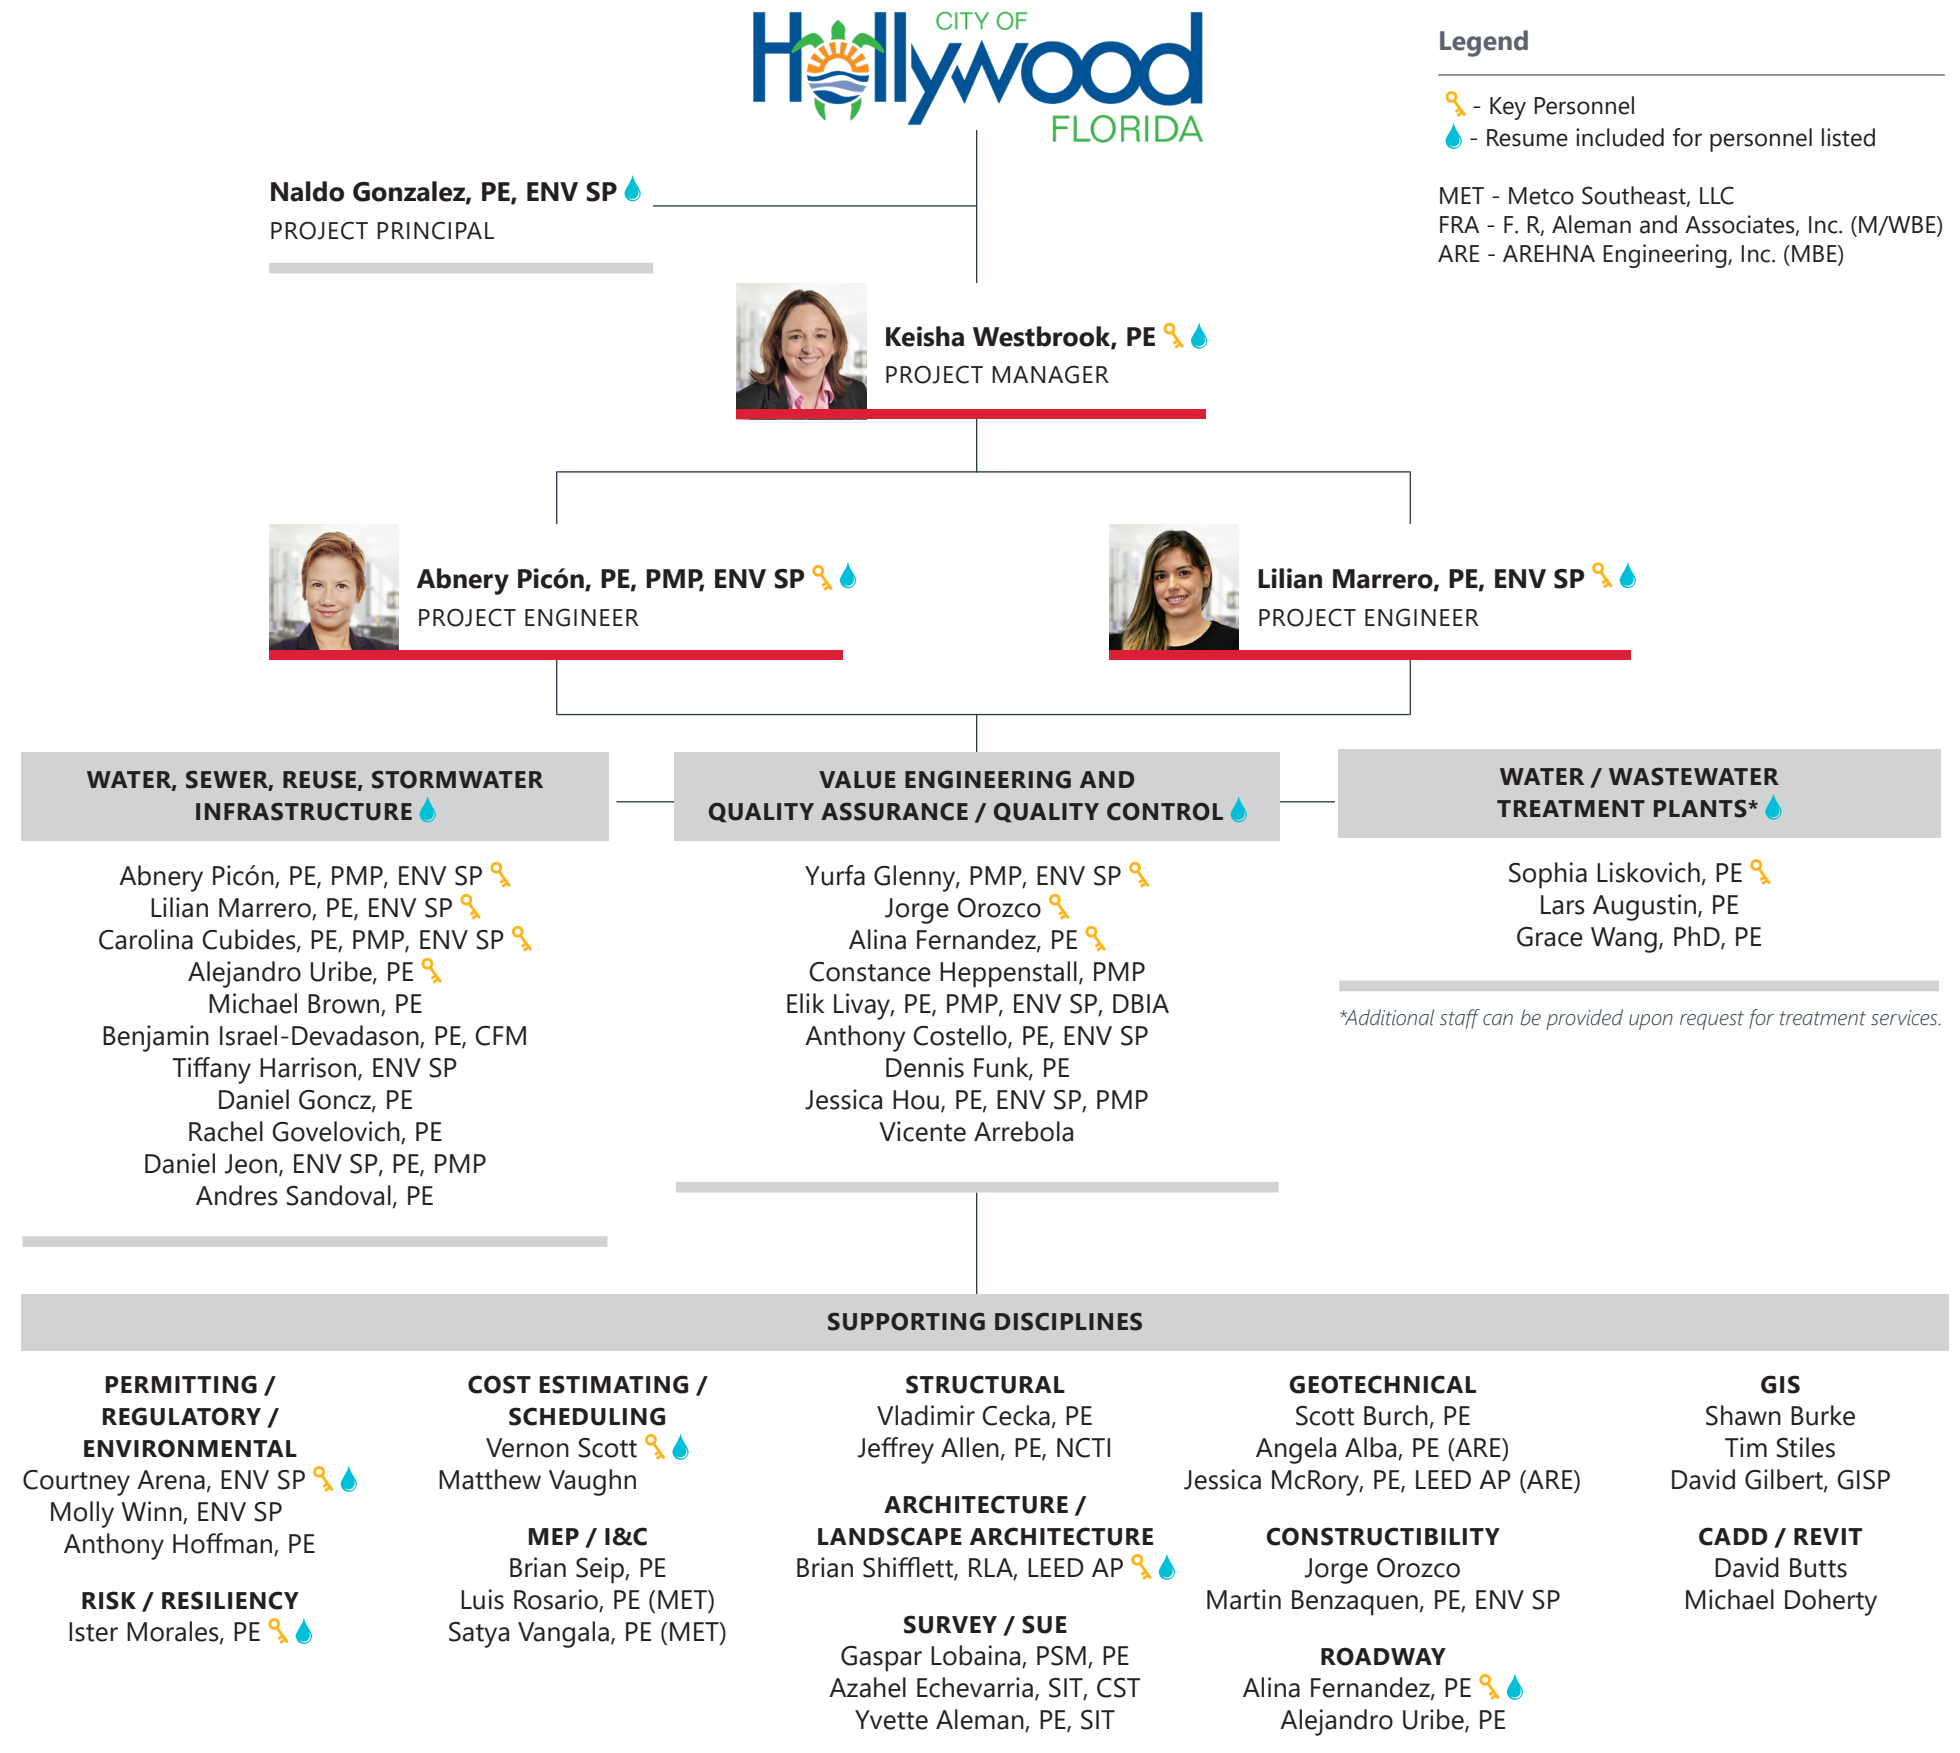 CITY OF
Hollywood
FLORIDA
Legend
- Key Personnel
- Resume included for personnel listed
MET - Metco Southeast, LLC
FRA - F. R, Aleman and Associates, Inc. (M/WBE)
ARE - AREHNA Engineering, Inc. (MBE)
Naldo Gonzalez, PE, ENV SP
PROJECT PRINCIPAL
Keisha Westbrook, PE
PROJECT MANAGER
Abnery Picón, PE, PMP, ENV SP
PROJECT ENGINEER
Lilian Marrero, PE, ENV SP
PROJECT ENGINEER
WATER, SEWER, REUSE, STORMWATER
INFRASTRUCTURE
Abnery Picón, PE, PMP, ENV SP
Lilian Marrero, PE, ENV SP
Carolina Cubides, PE, PMP, ENV SP
Alejandro Uribe, PE
Michael Brown, PE
Benjamin Israel-Devadason, PE, CFM
Tiffany Harrison, ENV SP
Daniel Goncz, PE
Rachel Govelovich, PE
Daniel Jeon, ENV SP, PE, PMP
Andres Sandoval, PE
VALUE ENGINEERING AND
QUALITY ASSURANCE / QUALITY CONTROL
Yurfa Glenny, PMP, ENV SP
Jorge Orozco
Alina Fernandez, PE
Constance Heppenstall, PMP
Elik Livay, PE, PMP, ENV SP, DBIA
Anthony Costello, PE, ENV SP
Dennis Funk, PE
Jessica Hou, PE, ENV SP, PMP
Vicente Arrebola
WATER / WASTEWATER
TREATMENT PLANTS*
Sophia Liskovich, PE
Lars Augustin, PE
Grace Wang, PhD, PE
*Additional staff can be provided upon request for treatment services.
SUPPORTING DISCIPLINES
PERMITTING /
REGULATORY /
ENVIRONMENTAL
Courtney Arena, ENV SP
Molly Winn, ENV SP
Anthony Hoffman, PE
RISK / RESILIENCY
Ister Morales, PE
COST ESTIMATING /
SCHEDULING
Vernon Scott
Matthew Vaughn
MEP / I&C
Brian Seip, PE
Luis Rosario, PE (MET)
Satya Vangala, PE (MET)
STRUCTURAL
Vladimir Cecka, PE
Jeffrey Allen, PE, NCTI
ARCHITECTURE /
LANDSCAPE ARCHITECTURE
Brian Shifflett, RLA, LEED AP
SURVEY / SUE
Gaspar Lobaina, PSM, PE
Azahel Echevarria, SIT, CST
Yvette Aleman, PE, SIT
GEOTECHNICAL
Scott Burch, PE
Angela Alba, PE (ARE)
Jessica McRory, PE, LEED AP (ARE)
CONSTRUCTIBILITY
Jorge Orozco
Martin Benzaquen, PE, ENV SP
ROADWAY
Alina Fernandez, PE
Alejandro Uribe, PE
GIS
Shawn Burke
Tim Stiles
David Gilbert, GISP
CADD / REVIT
David Butts
Michael Doherty